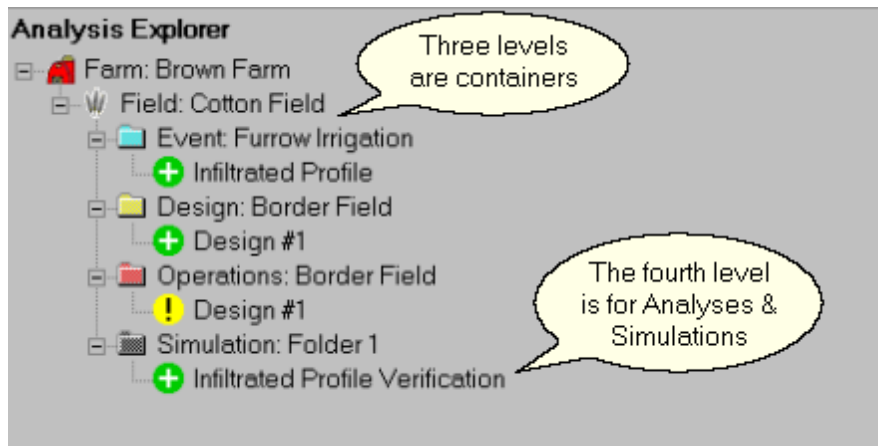 Analysis Explorer
Three levels
are containers
Farm: Brown Farm
Field: Cotton Field
Event: Furrow Irrigation
Infiltrated Profile
Design: Border Field
Design #1
Operations: Border Field
The fourth level
is for Analyses &
Simulations
Design #1
Simulation: Folder 1
Infiltrated Profile Verification